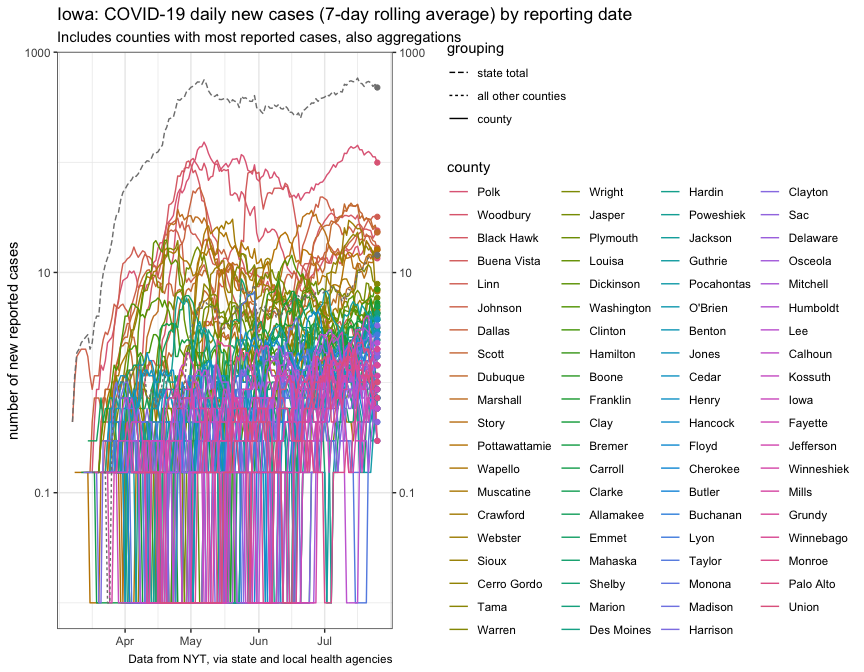 Iowa: COVID-19 daily new cases (7-day rolling average) by reporting date
Includes counties with most reported cases, also aggregations
number of new reported cases
1000
10
0.1
1000
10
0.1
Apr May Jun Jul
Data from NYT, via state and local health agencies
grouping
state total
all other counties
county
county
Polk Wright Hardin Clayton
Woodbury Jasper Poweshiek Sac
Black Hawk Plymouth Jackson Delaware
Buena Vista Louisa Guthrie Osceola
Linn Dickinson Pocahontas Mitchell
Johnson Washington O'Brien Humboldt
Dallas Clinton Benton Lee
Scott Hamilton Jones Calhoun
Dubuque Boone Cedar Kossuth
Marshall Franklin Henry Iowa
Story Clay Hancock Fayette
Pottawattamie Bremer Floyd Jefferson
Wapello Carroll Cherokee Winneshiek
Muscatine Clarke Butler Mills
Crawford Allamakee Buchanan Grundy
Webster Emmet Lyon Winnebago
Sioux Mahaska Taylor Monroe
Cerro Gordo Shelby Monona Palo Alto
Tama Marion Madison Union
Warren Des Moines Harrison